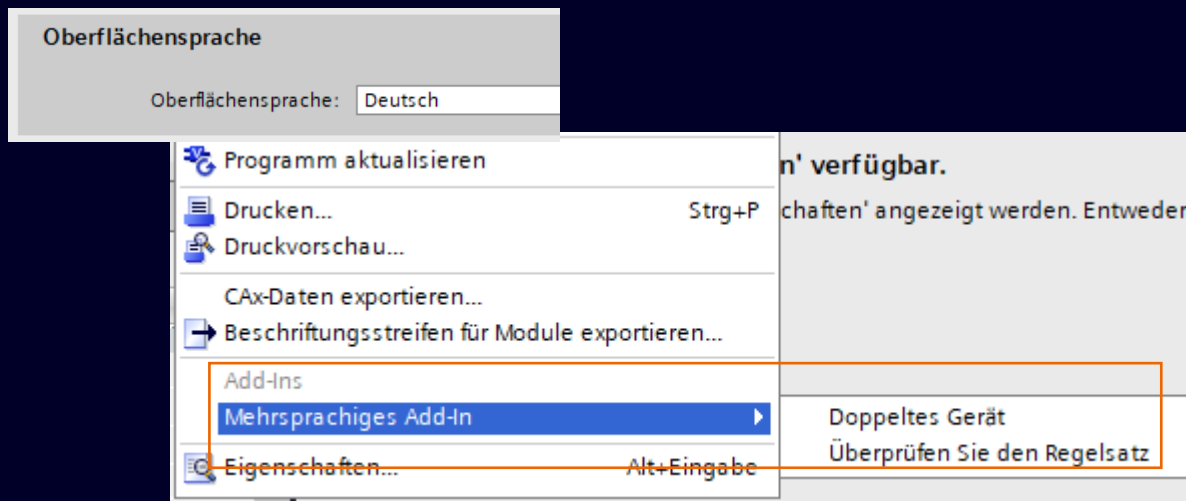 Oberflächensprache
Oberflächensprache: Deutsch
Programm aktualisieren
n' verfügbar.
Drucken... Strg+P
chaften' angezeigt werden. Entweder
Druckvorschau...
CAx-Daten exportieren...
Beschriftungsstreifen für Module exportieren...
Add-Ins
Mehrsprachiges Add-In
Doppeltes Gerät
Überprüfen Sie den Regelsatz
Eigenschaften... Alt+Eingabe